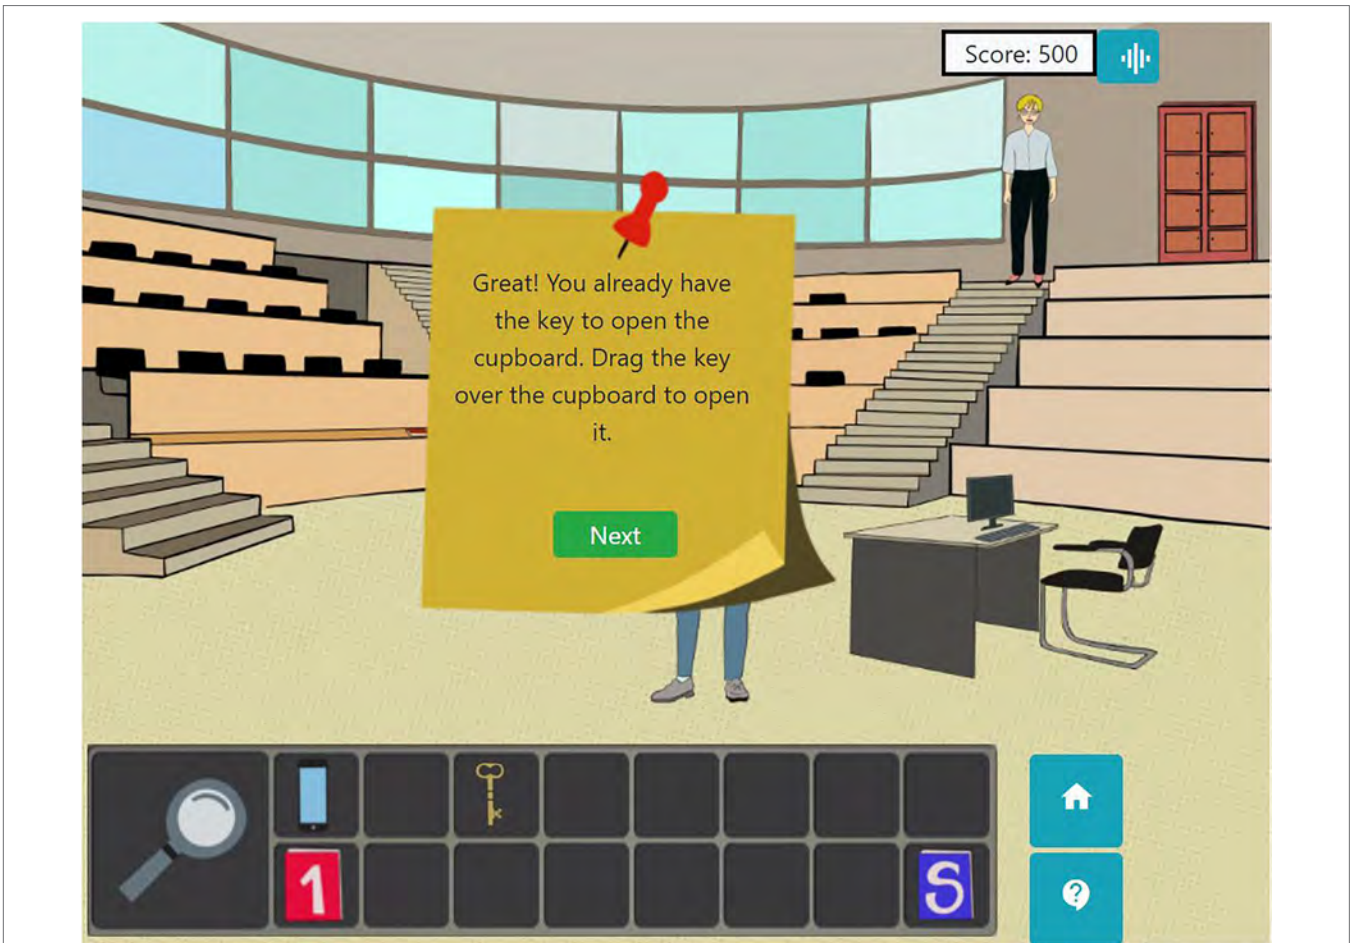 Score: 500
Great! You already have
the key to open the
cupboard. Drag the key
over the cupboard to open
it.
Next
1
S
?